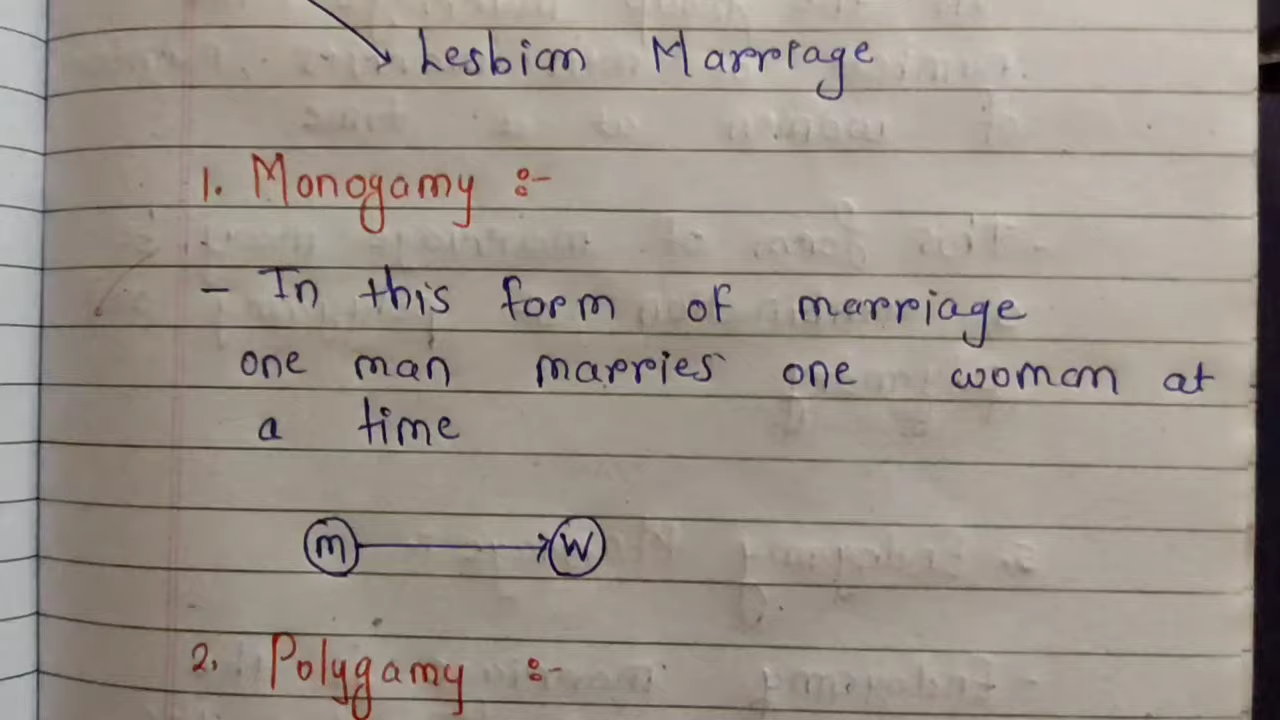 Lesbian Marriage
1. Monogamy :-
- In this form of marriage
one man marries one woman at
a time
m W
2. Polygamy :-